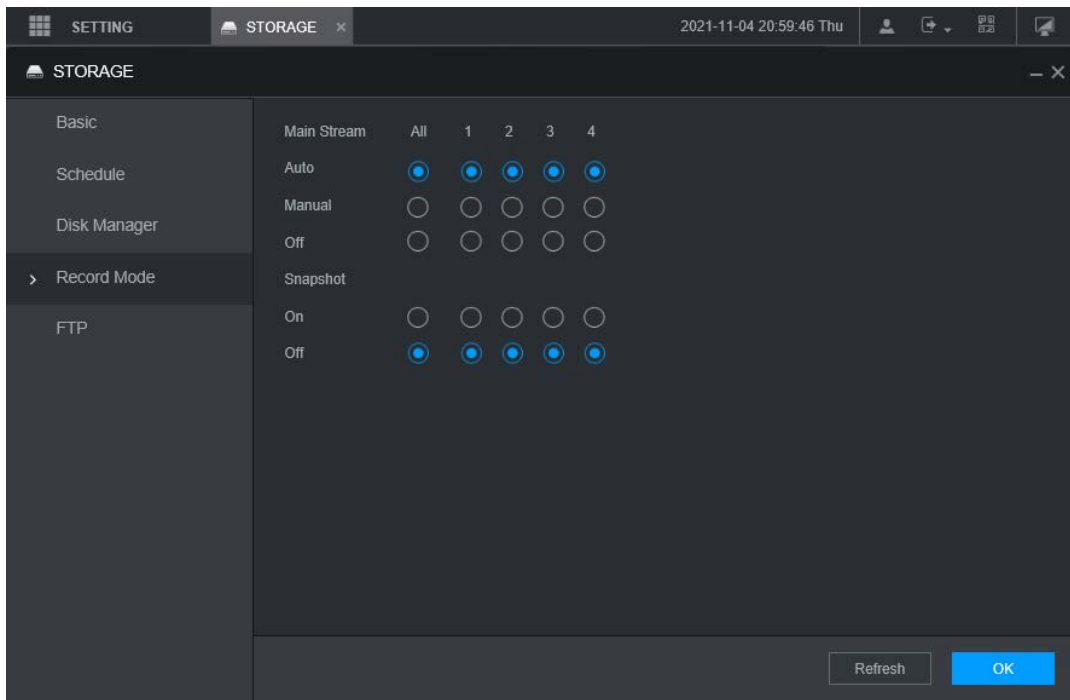 SETTING STORAGE × 2021-11-04 20:59:46 Thu
STORAGE
Basic
Schedule
Disk Manager
Record Mode
FTP
Main Stream All 1 2 3 4
Auto
Manual
Off
Snapshot
On
Off
Refresh OK